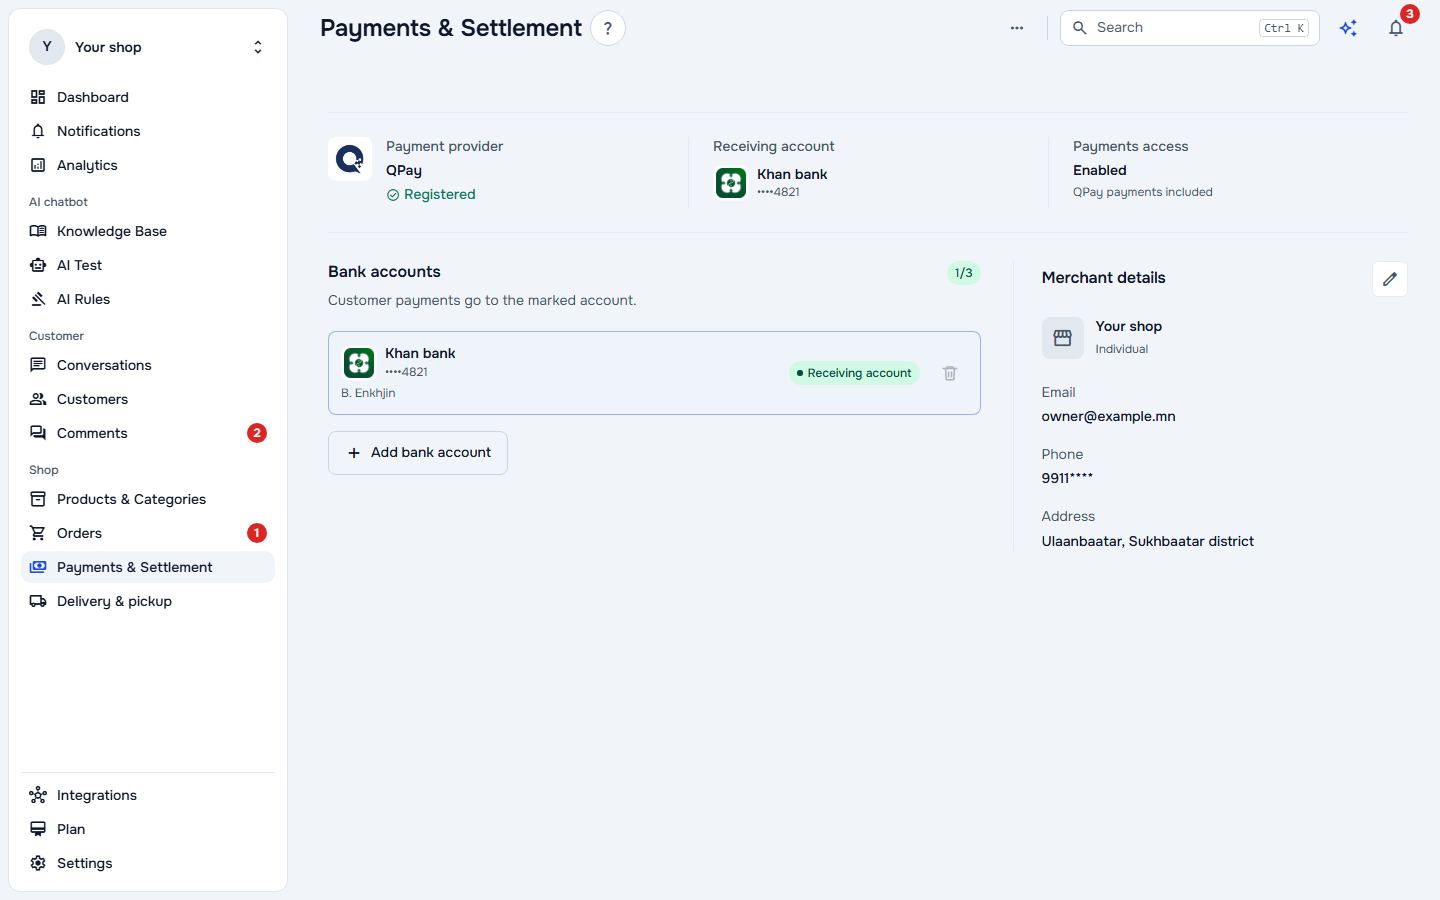 Y
Your shop
Dashboard
Notifications
Analytics
AI chatbot
Knowledge Base
AI Test
AI Rules
Customer
Conversations
Customers
Comments
2
Shop
Products & Categories
Orders
1
Payments & Settlement
Delivery & pickup
Integrations
Plan
Settings
Payments & Settlement
?
Search
Ctrl K
3
Payment provider
QPay
Registered
Receiving account
Khan bank
••••4821
Payments access
Enabled
QPay payments included
Bank accounts
1/3
Customer payments go to the marked account.
Khan bank
••••4821
B. Enkhjin
Receiving account
Add bank account
Merchant details
Your shop
Individual
Email
owner@example.mn
Phone
9911****
Address
Ulaanbaatar, Sukhbaatar district